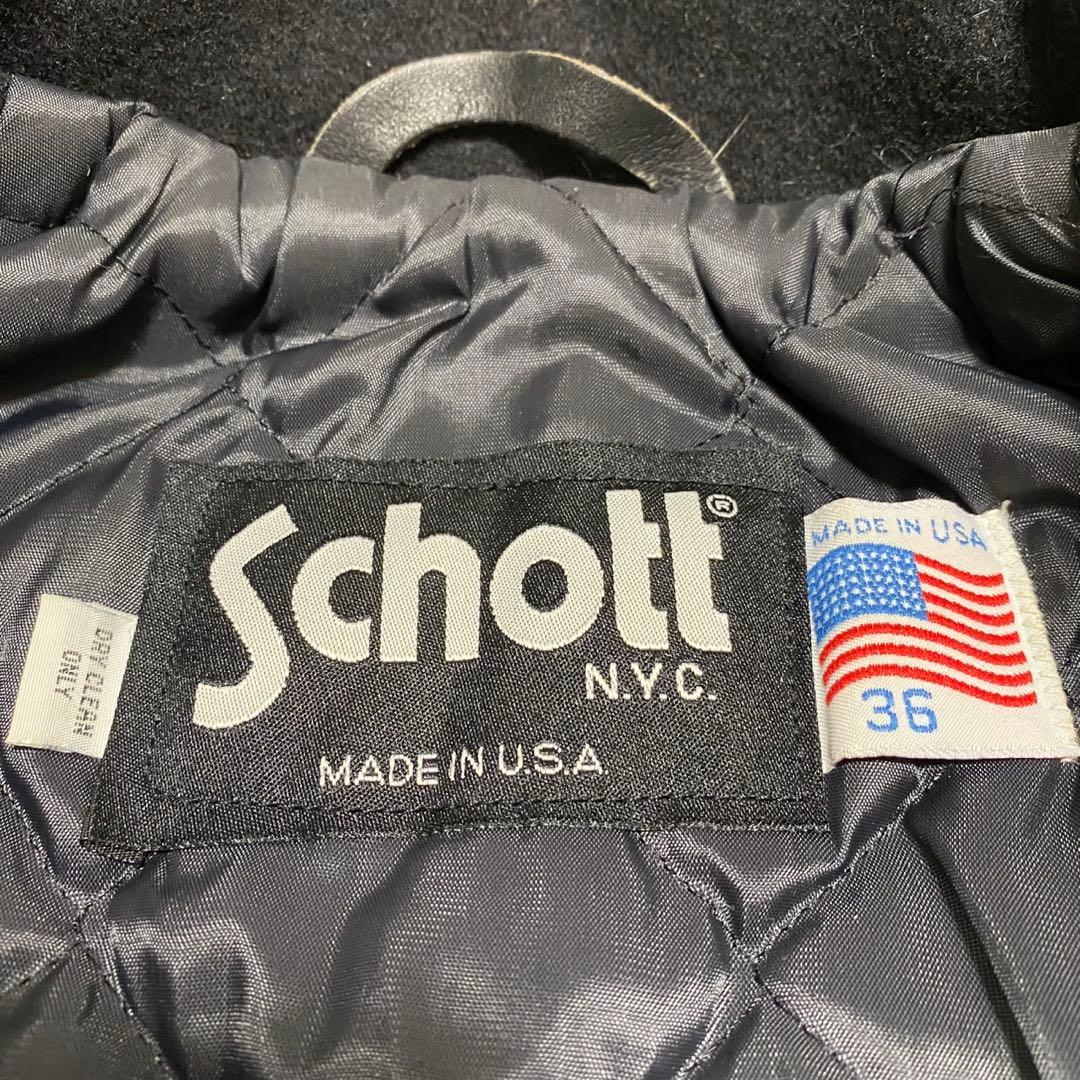 Schott®
N.Y.C.
MADE IN U.S.A
MADE IN USA
36
DRY CLEAN
ONLY